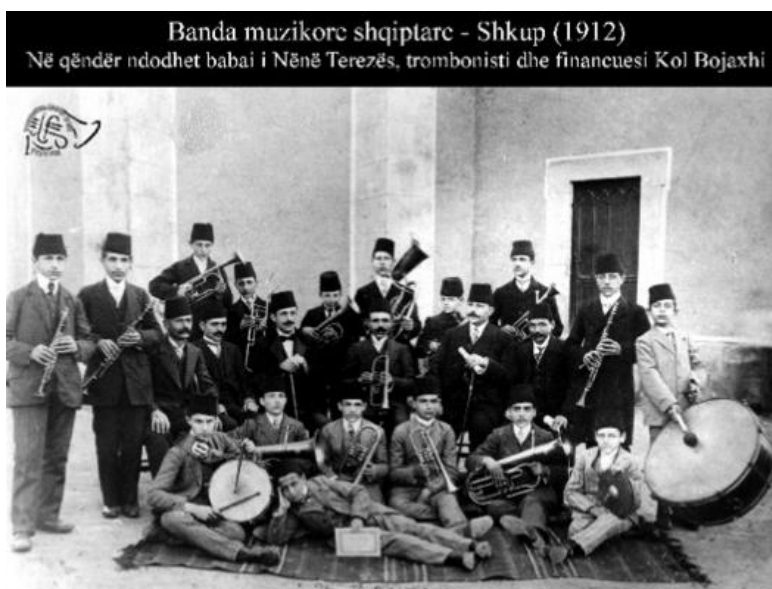 Banda muzikore shqiptare - Shkup (1912)
Në qëndër ndodhet babai i Nënë Terezës, trombonisti dhe financuesi Kol Bojaxhi